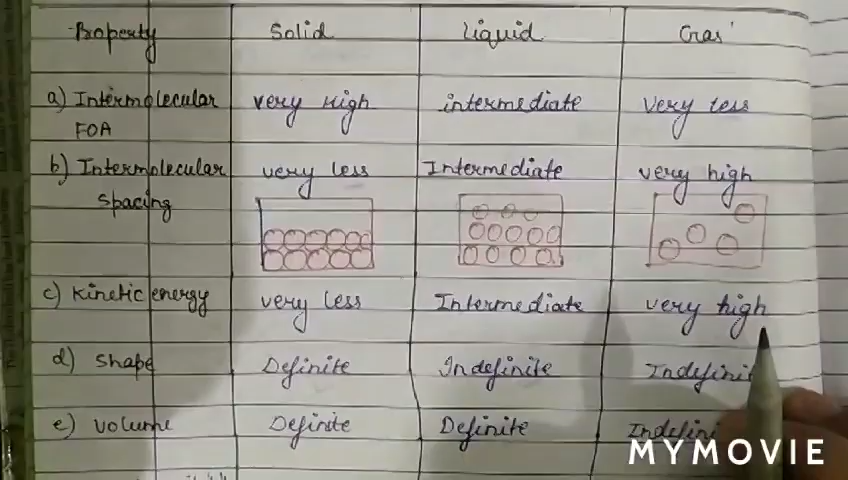 Property Solid Liquid Gas
a) Intermolecular very High intermediate very less
FOA
b) Intermolecular very less Intermediate very high
spacing
c) Kinetic energy very less Intermediate very high
d) Shape Definite Indefinite
e) volume Definite Definite
MYMOVIE